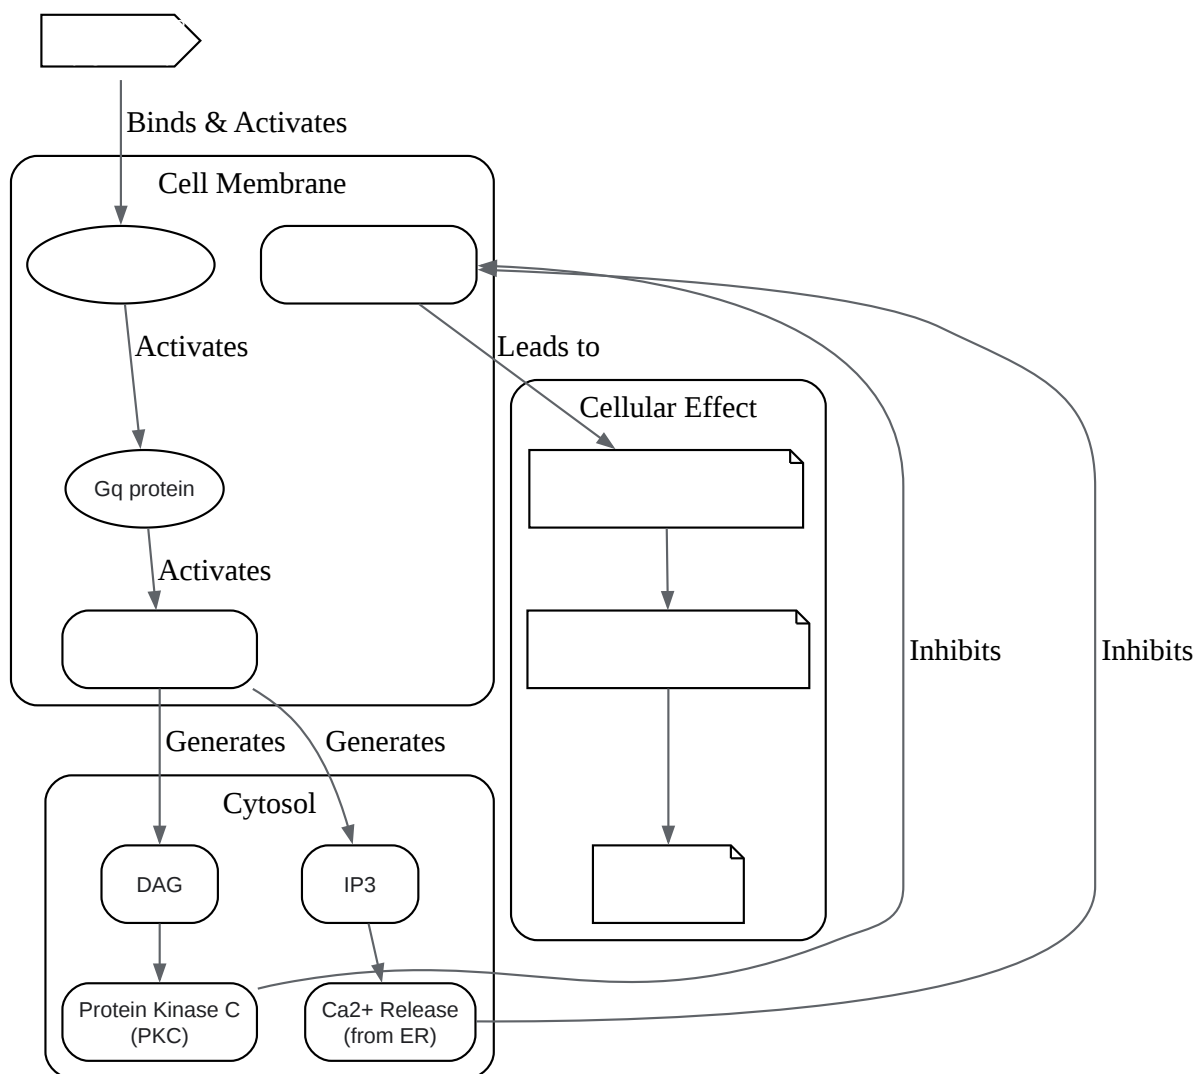 Binds & Activates
Cell Membrane
Activates
Leads to
Cellular Effect
Gq protein
Activates
Inhibits
Inhibits
Generates
Generates
Cytosol
DAG
IP3
Protein Kinase C
(PKC)
Ca2+ Release
(from ER)